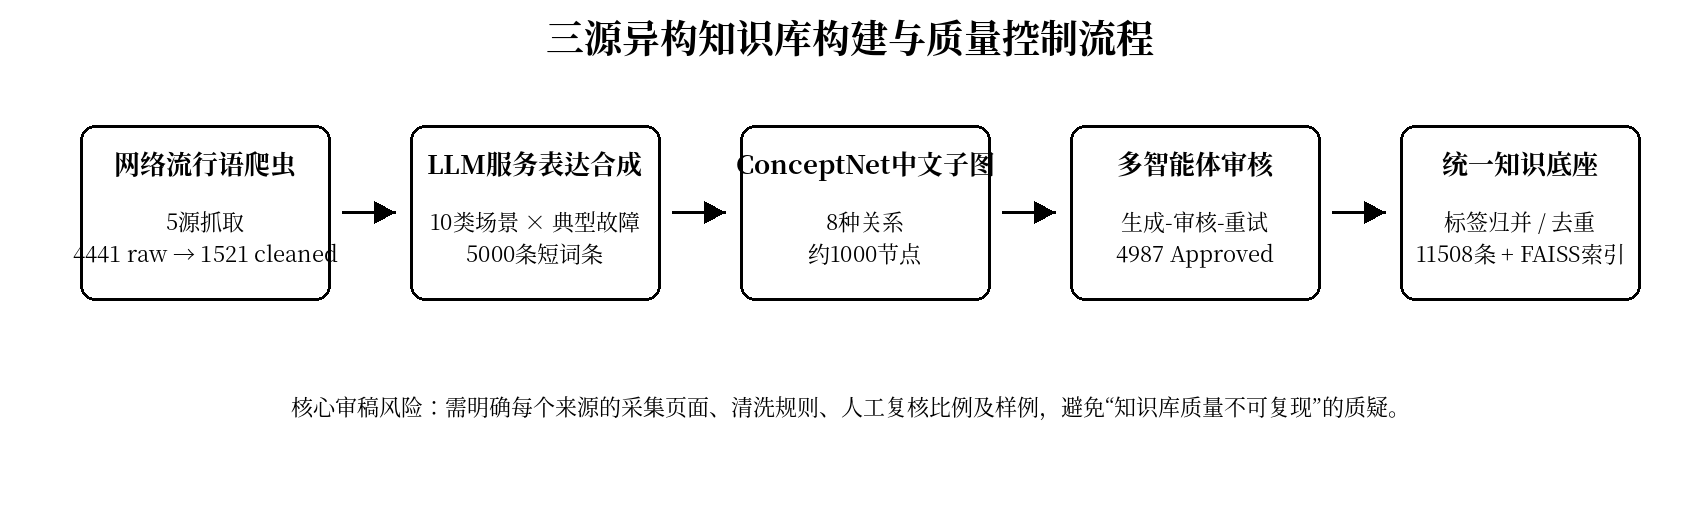 三源异构知识库构建与质量控制流程
网络流行语爬虫
5源抓取
4441 raw → 1521 cleaned
LLM服务表达合成
10类场景 × 典型故障
5000条短词条
ConceptNet中文子图
8种关系
约1000节点
多智能体审核
生成-审核-重试
4987 Approved
统一知识底座
标签归并 / 去重
11508条 + FAISS索引
核心审稿风险：需明确每个来源的采集页面、清洗规则、人工复核比例及样例，避免“知识库质量不可复现”的质疑。